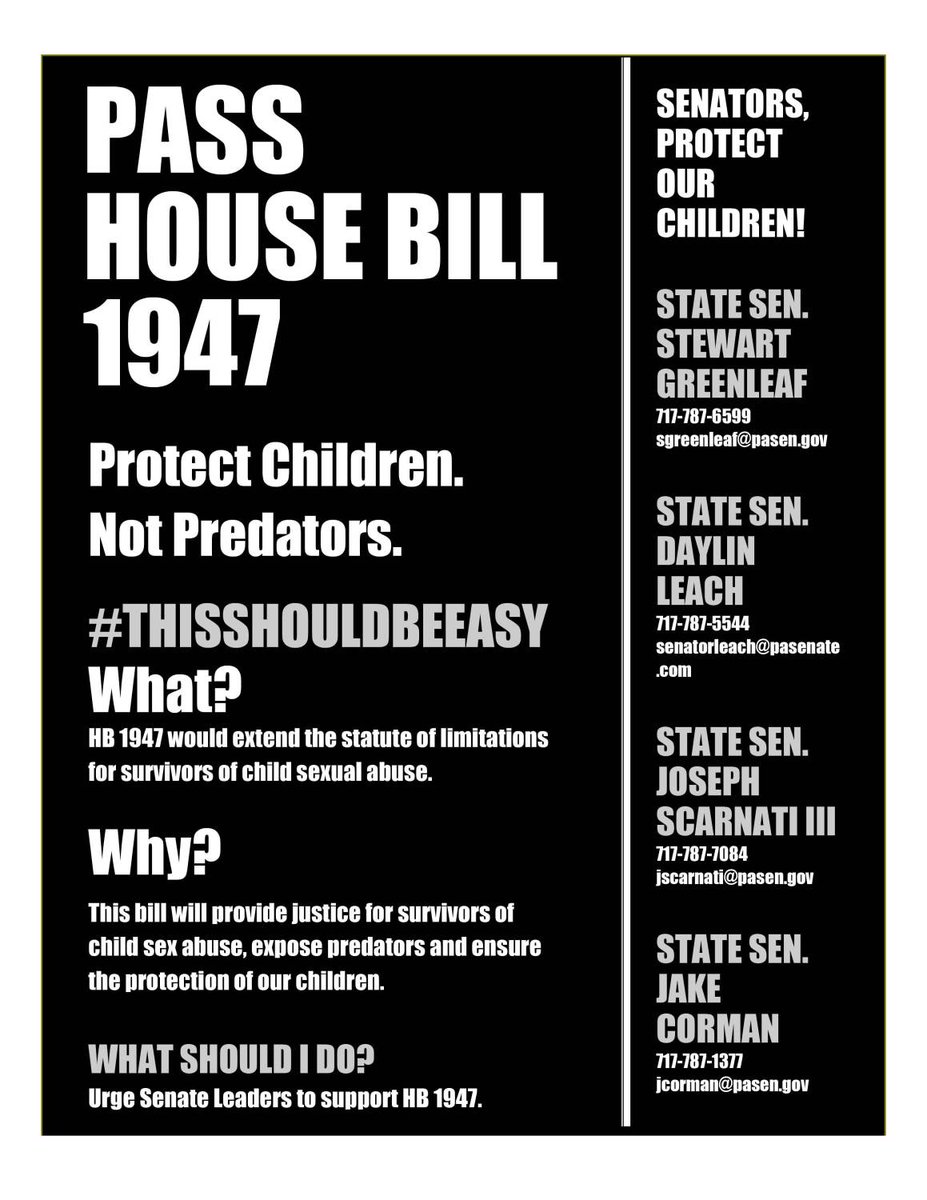 PASS
HOUSE BILL
1947
Protect Children.
Not Predators.
#THISSHOULDBEEASY
What?
HB 1947 would extend the statute of limitations
for survivors of child sexual abuse.
Why?
This bill will provide justice for survivors of
child sex abuse, expose predators and ensure
the protection of our children.
WHAT SHOULD I DO?
Urge Senate Leaders to support HB 1947.
SENATORS,
PROTECT
OUR
CHILDREN!
STATE SEN.
STEWART
GREENLEAF
717-787-6599
sgreenleaf@pasen.gov
STATE SEN.
DAYLIN
LEACH
717-787-5544
senatorleach@pasenate
.com
STATE SEN.
JOSEPH
SCARNATI III
717-787-7084
jscarnati@pasen.gov
STATE SEN.
JAKE
CORMAN
717-787-1377
jcorman@pasen.gov